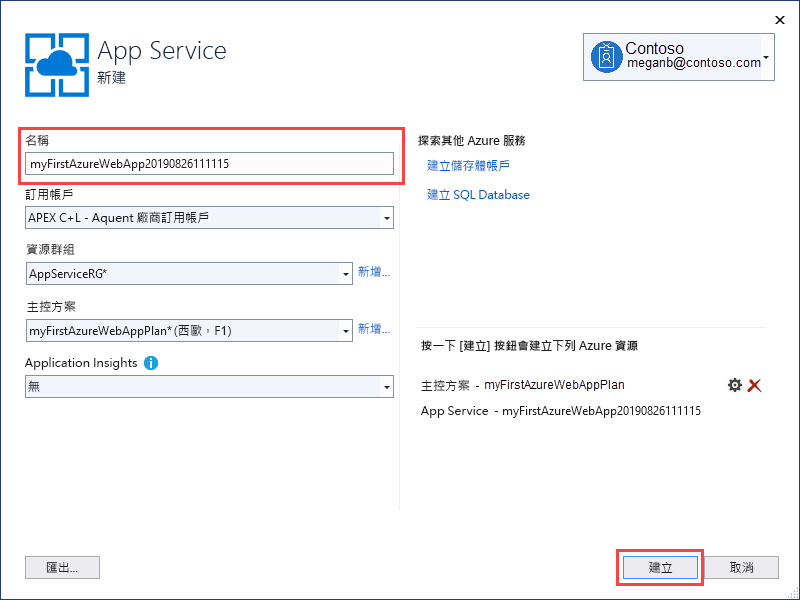 App Service
新建
Contoso
meganb@contoso.com
名稱
myFirstAzureWebApp20190826111115
訂用帳戶
APEX C+L - Aquent 廠商訂用帳戶
資源群組
AppServiceRG*
新增...
主控方案
myFirstAzureWebAppPlan* (西歐，F1)
新增...
Application Insights
無
探索其他 Azure 服務
建立儲存體帳戶
建立 SQL Database
按一下 [建立] 按鈕會建立下列 Azure 資源
主控方案 - myFirstAzureWebAppPlan
App Service - myFirstAzureWebApp20190826111115
匯出...
建立
取消